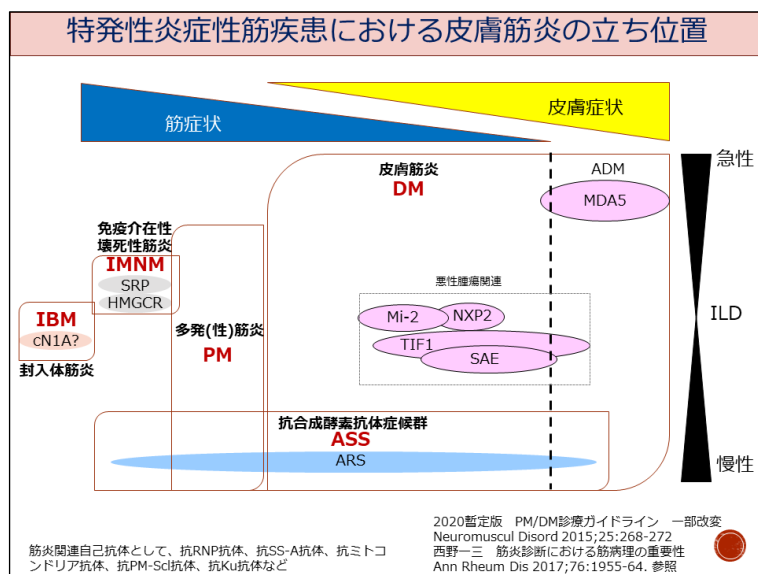 特発性炎症性筋疾患における皮膚筋炎の立ち位置
筋症状
皮膚症状
急性
皮膚筋炎
DM
ADM
MDA5
免疫介在性
壊死性筋炎
IMNM
SRP
HMGCR
悪性腫瘍関連
Mi-2
NXP2
TIF1
SAE
ILD
IBM
cN1A?
封入体筋炎
多発(性)筋炎
PM
抗合成酵素抗体症候群
ASS
ARS
慢性
筋炎関連自己抗体として、抗RNP抗体、抗SS-A抗体、抗ミトコ
ンドリア抗体、抗PM-Scl抗体、抗Ku抗体など
2020暫定版 PM/DM診療ガイドライン 一部改変
Neuromuscul Disord 2015;25:268-272
西野一三 筋炎診断における筋病理の重要性
Ann Rheum Dis 2017;76:1955-64. 参照